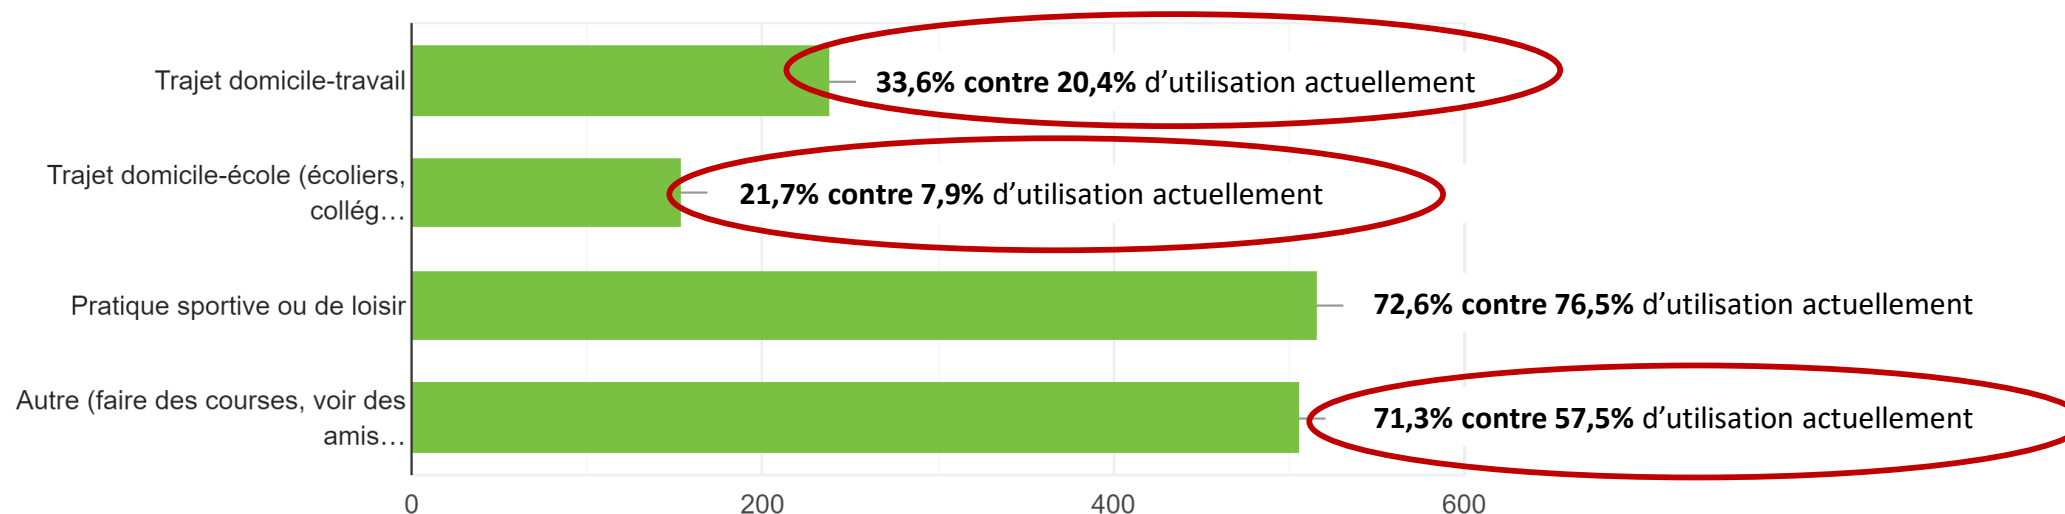 Trajet domicile-travail
33,6% contre 20,4% d’utilisation actuellement
Trajet domicile-école (écoliers,
collég…
21,7% contre 7,9% d’utilisation actuellement
Pratique sportive ou de loisir
72,6% contre 76,5% d’utilisation actuellement
Autre (faire des courses, voir des
amis…
71,3% contre 57,5% d’utilisation actuellement
0 200 400 600